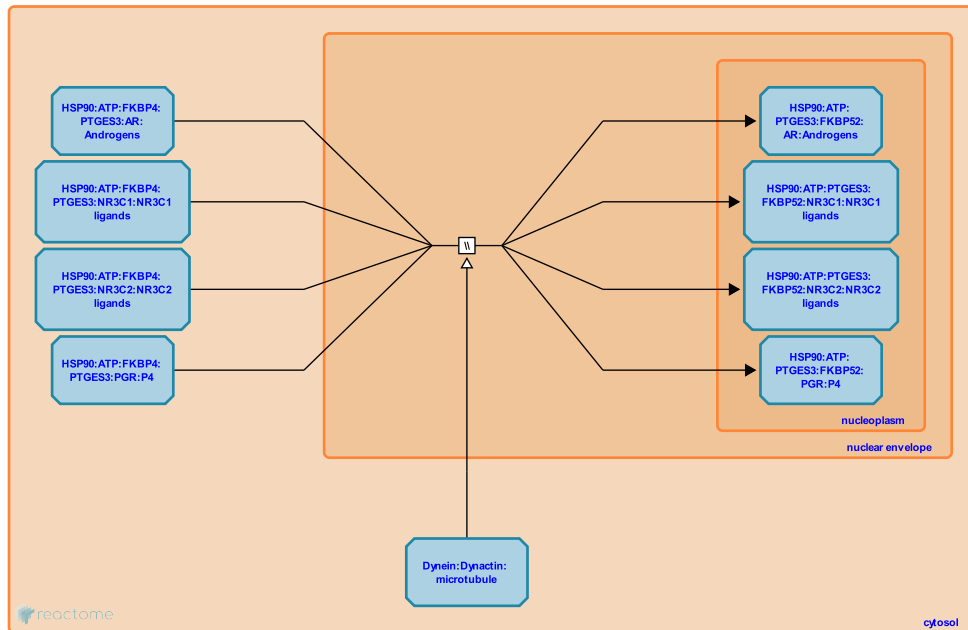 HSP90:ATP:FKBP4:
PTGES3:AR:
Androgens
HSP90:ATP:FKBP4:
PTGES3:NR3C1:NR3C1
ligands
HSP90:ATP:FKBP4:
PTGES3:NR3C2:NR3C2
ligands
HSP90:ATP:FKBP4:
PTGES3:PGR:P4
\\
HSP90:ATP:
PTGES3:FKBP52:
AR:Androgens
HSP90:ATP:PTGES3:
FKBP52:NR3C1:NR3C1
ligands
HSP90:ATP:PTGES3:
FKBP52:NR3C2:NR3C2
ligands
HSP90:ATP:
PTGES3:FKBP52:
PGR:P4
nucleoplasm
nuclear envelope
Dynein:Dynactin:
microtubule
reactome
cytosol